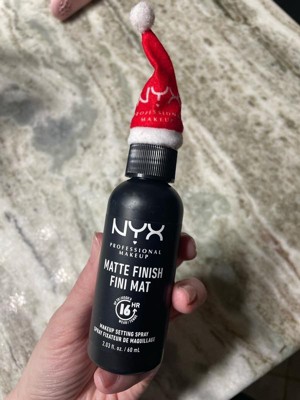 NYX
PROFESSIONAL
MAKEUP
NYX
PROFESSIONAL
MAKEUP
MATTE FINISH
FINI MAT
16 HR
MAKEUP SETTING SPRAY
SPRAY FIXATEUR DE MAQUILLAGE
2.03 fl. oz. / 60 mL